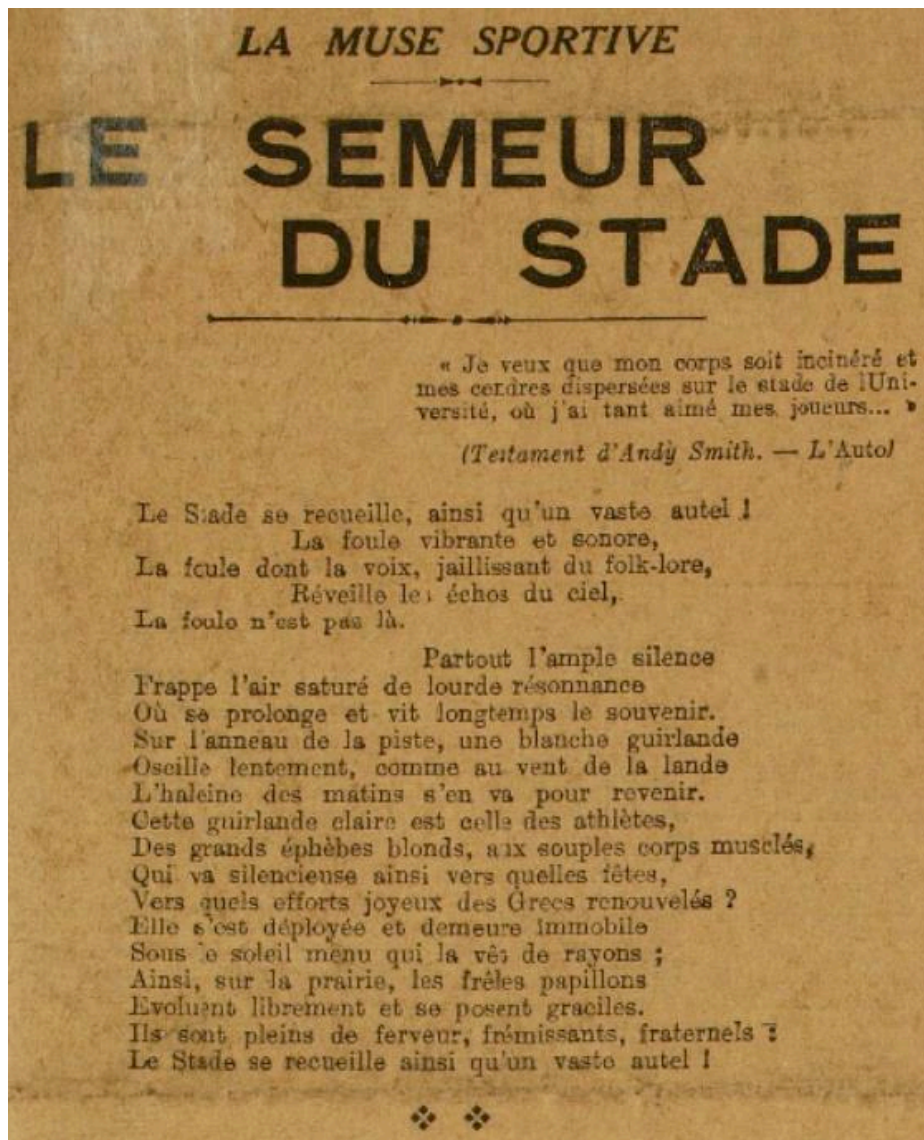 LA MUSE SPORTIVE
LE SEMEUR
DU STADE
« Je veux que mon corps soit incinéré et
mes cendres dispersées sur le stade de lUni-
versité, où j'ai tant aimé mes joueurs... »
(Testament d'Andy Smith. — L'Auto)
Le Stade se recueille, ainsi qu'un vaste autel !
La foule vibrante et sonore,
La foule dont la voix, jaillissant du folk-lore,
Réveille les échos du ciel,
La foule n'est pas là.
Partout l'ample silence
Frappe l'air saturé de lourde résonnance
Où se prolonge et vit longtemps le souvenir.
Sur l'anneau de la piste, une blanche guirlande
Oscille lentement, comme au vent de la lande
L'haleine des matins s'en va pour revenir.
Cette guirlande claire est celle des athlètes,
Des grands éphèbes blonds, aux souples corps musclés,
Qui va silencieuse ainsi vers quelles fêtes,
Vers quels efforts joyeux des Grecs renouvelés ?
Elle s'est déployée et demeure immobile
Sous le soleil menu qui la vêt de rayons ;
Ainsi, sur la prairie, les frêles papillons
Evoluent librement et se posent graciles.
Ils sont pleins de ferveur, frémissants, fraternels :
Le Stade se recueille ainsi qu'un vaste autel !